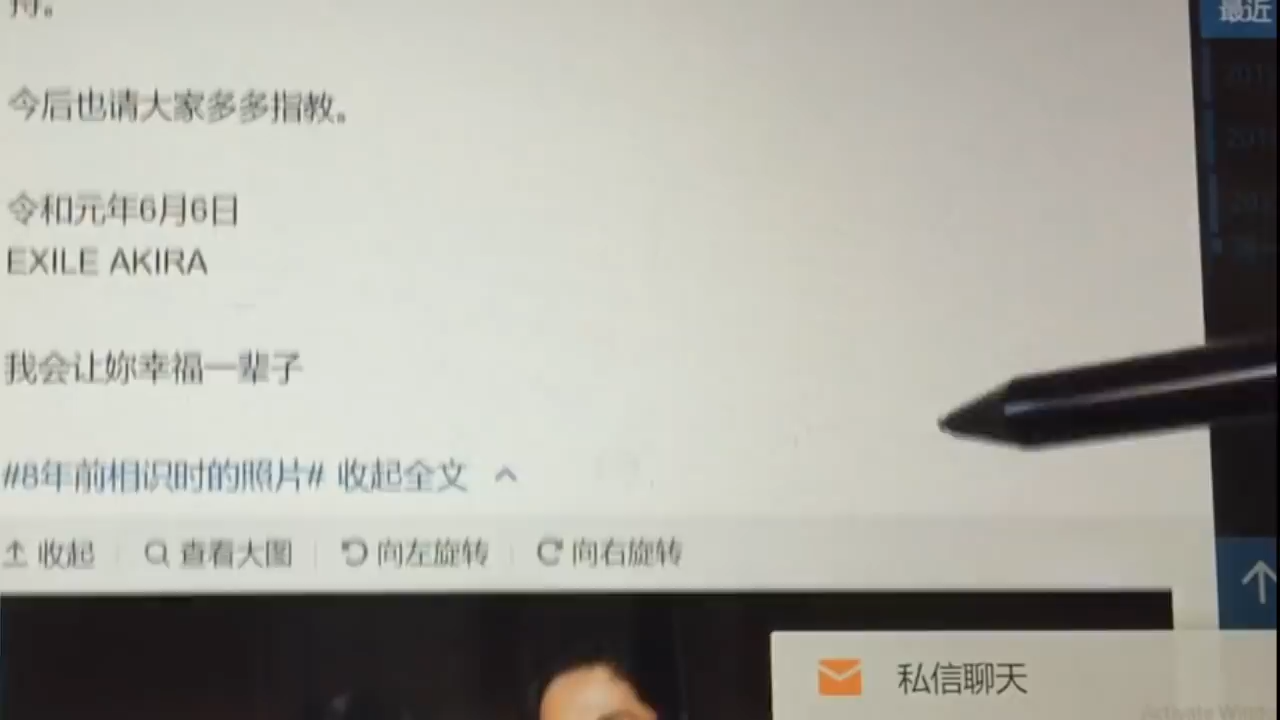 持。
最近
今后也请大家多多指教。
令和元年6月6日
EXILE AKIRA
我会让妳幸福一辈子
#8年前相识时的照片# 收起全文
收起 查看大图 向左旋转 向右旋转
私信聊天